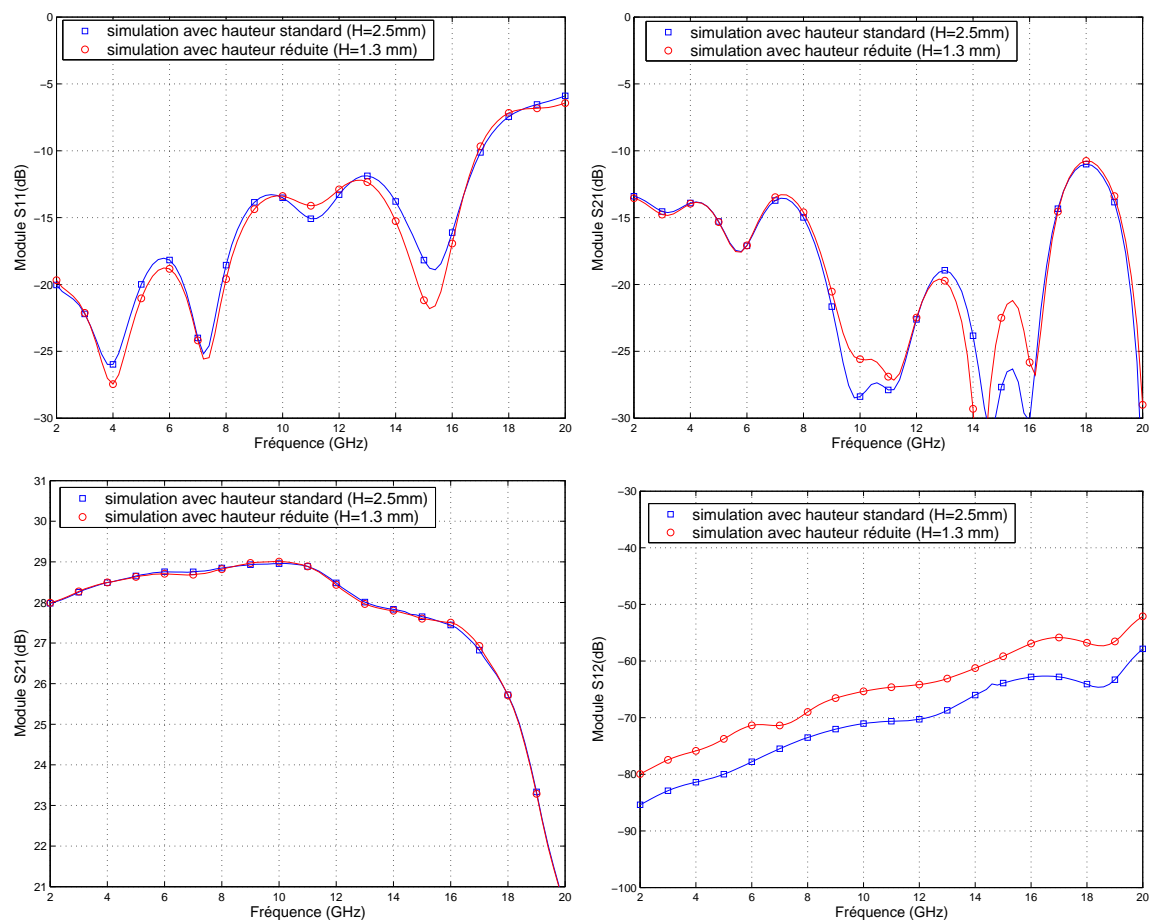 simulation avec hauteur standard (H=2.5mm)
simulation avec hauteur réduite (H=1.3 mm)
Module S11(dB)
0
−5
−10
−15
−20
−25
−30
2 4 6 8 10 12 14 16 18 20
Fréquence (GHz)
simulation avec hauteur standard (H=2.5mm)
simulation avec hauteur réduite (H=1.3 mm)
Module S21(dB)
0
−5
−10
−15
−20
−25
−30
2 4 6 8 10 12 14 16 18 20
Fréquence (GHz)
simulation avec hauteur standard (H=2.5mm)
simulation avec hauteur réduite (H=1.3 mm)
Module S21(dB)
31
30
29
28
27
26
25
24
23
22
21
2 4 6 8 10 12 14 16 18 20
Fréquence (GHz)
simulation avec hauteur standard (H=2.5mm)
simulation avec hauteur réduite (H=1.3 mm)
Module S12(dB)
−30
−40
−50
−60
−70
−80
−90
−100
2 4 6 8 10 12 14 16 18 20
Fréquence (GHz)